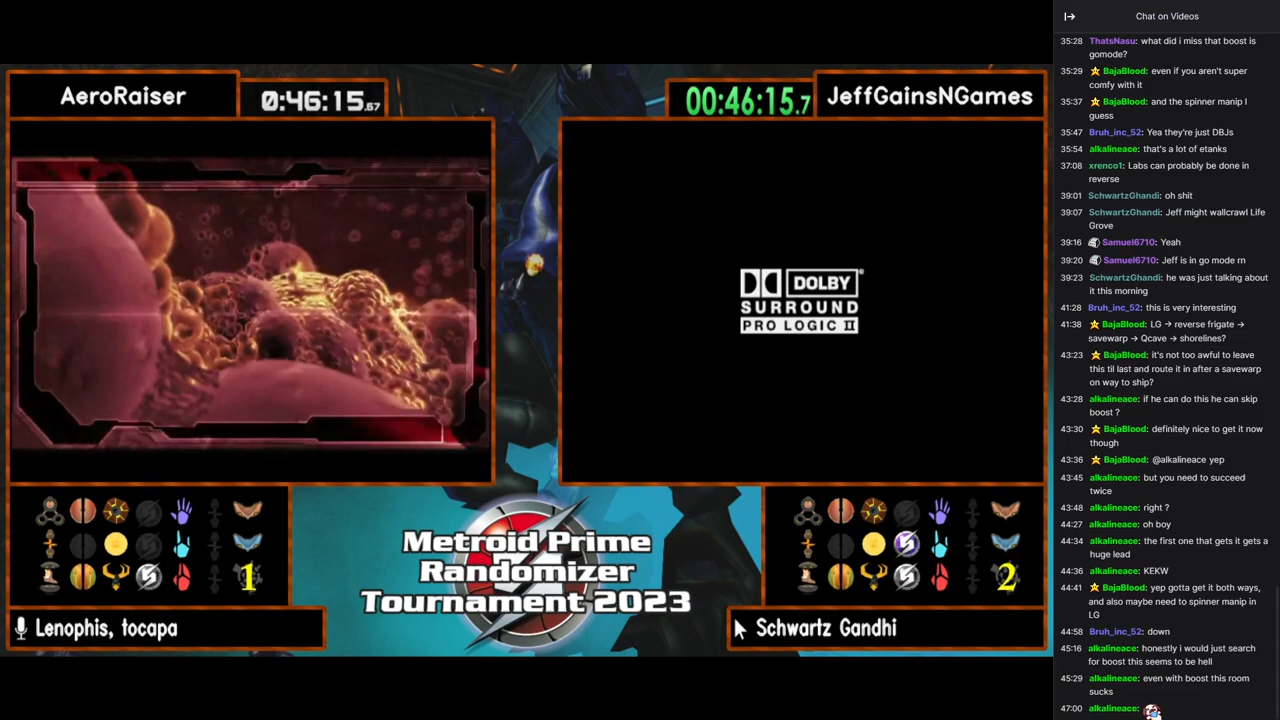 AeroRaiser
0:46:15.67
00:46:15.7
JeffGainsNGames
DOLBY
SURROUND
PRO LOGIC II
1
Metroid Prime
Randomizer
Tournament 2023
2
Lenophis, tocapa
Schwartz Gandhi
Chat on Videos
35:28 ThatsNasu: what did i miss that boost is
gomode?
35:29 BajaBlood: even if you aren't super
comfy with it
35:37 BajaBlood: and the spinner manip I
guess
35:47 Bruh_inc_52: Yea they're just DBJs
35:54 alkalineace: that's a lot of etanks
37:08 xrenco1: Labs can probably be done in
reverse
39:01 SchwartzGhandi: oh shit
39:07 SchwartzGhandi: Jeff might wallcrawl Life
Grove
39:16 Samuel6710: Yeah
39:20 Samuel6710: Jeff is in go mode rn
39:23 SchwartzGhandi: he was just talking about
it this morning
41:28 Bruh_inc_52: this is very interesting
41:38 BajaBlood: LG → reverse frigate →
savewarp → Qcave → shorelines?
43:23 BajaBlood: it's not too awful to leave
this til last and route it in after a savewarp
on way to ship?
43:28 alkalineace: if he can do this he can skip
boost ?
43:30 BajaBlood: definitely nice to get it now
though
43:36 BajaBlood: @alkalineace yep
43:45 alkalineace: but you need to succeed
twice
43:48 alkalineace: right ?
44:27 alkalineace: oh boy
44:34 alkalineace: the first one that gets it gets a
huge lead
44:36 alkalineace: KEKW
44:41 BajaBlood: yep gotta get it both ways,
and also maybe need to spinner manip in
LG
44:58 Bruh_inc_52: down
45:16 alkalineace: honestly i would just search
for boost this seems to be hell
45:29 alkalineace: even with boost this room
sucks
47:00 alkalineace: